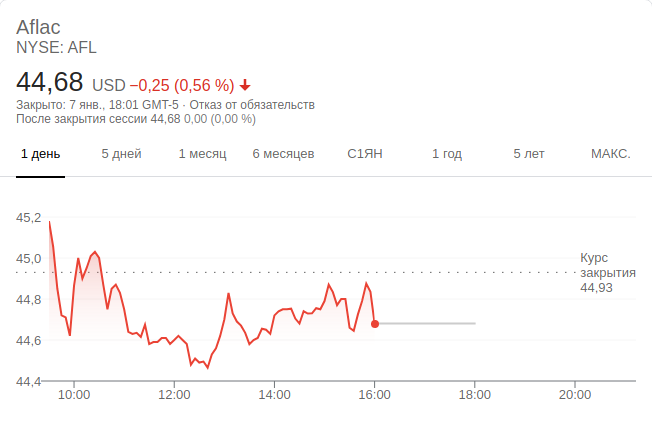 Aflac
NYSE: AFL
44,68 USD −0,25 (0,56 %)
Закрыто: 7 янв., 18:01 GMT-5 · Отказ от обязательств
После закрытия сессии 44,68 0,00 (0,00 %)
1 день 5 дней 1 месяц 6 месяцев С1ЯН 1 год 5 лет МАКС.
45,2
45,0
44,8
44,6
44,4
Курс
закрытия
44,93
10:00 12:00 14:00 16:00 18:00 20:00